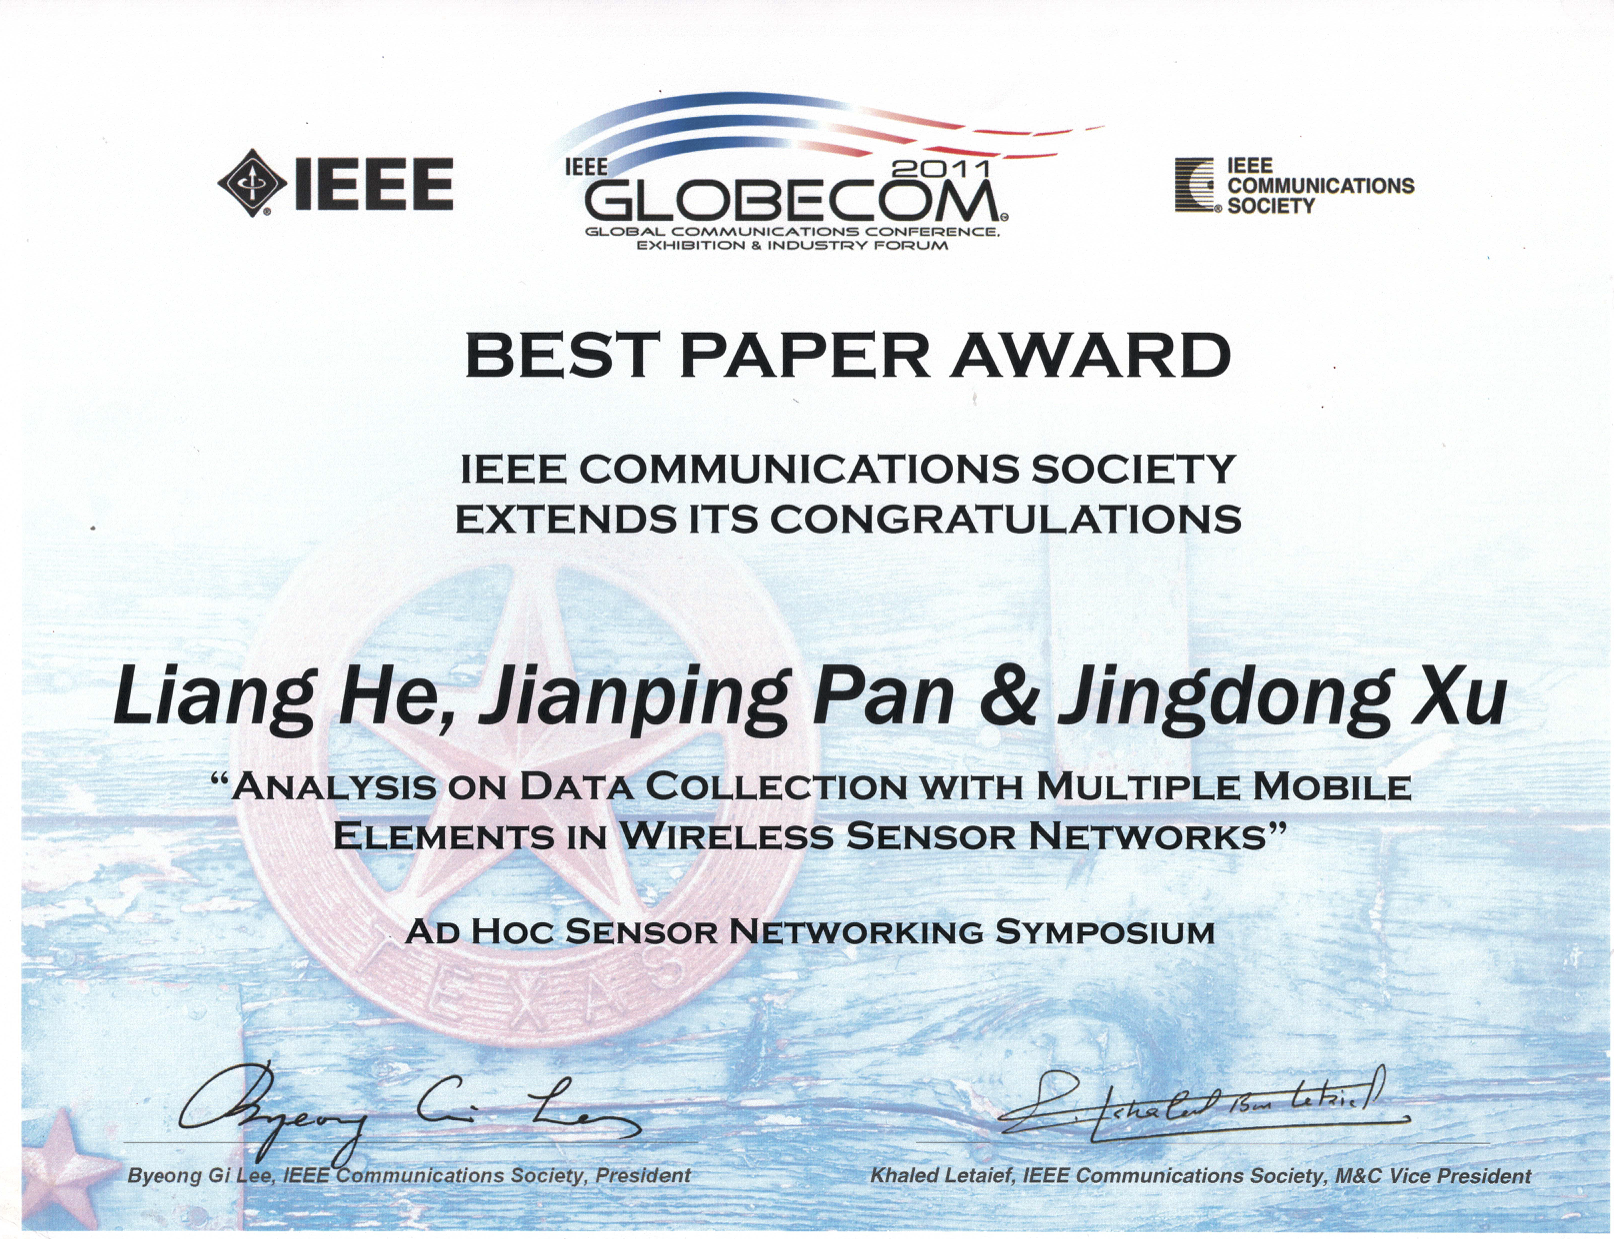 IEEE
IEEE
2011
GLOBECOM
GLOBAL COMMUNICATIONS CONFERENCE,
EXHIBITION & INDUSTRY FORUM
IEEE
COMMUNICATIONS
SOCIETY
BEST PAPER AWARD
IEEE COMMUNICATIONS SOCIETY
EXTENDS ITS CONGRATULATIONS
Liang He, Jianping Pan & Jingdong Xu
“ANALYSIS ON DATA COLLECTION WITH MULTIPLE MOBILE
ELEMENTS IN WIRELESS SENSOR NETWORKS”
AD HOC SENSOR NETWORKING SYMPOSIUM
TEXAS
Byeong Gi Lee
Byeong Gi Lee, IEEE Communications Society, President
Khaled Letaief, IEEE Communications Society, M&C Vice President